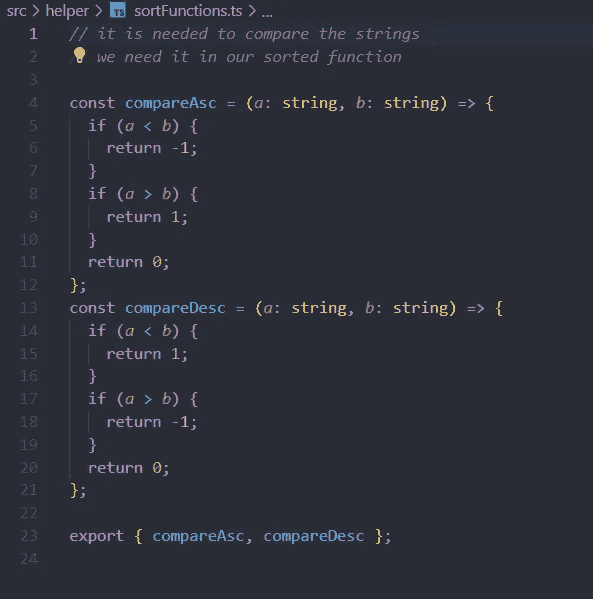 src > helper > TS sortFunctions.ts > ...
1 // it is needed to compare the strings
2 we need it in our sorted function
3
4 const compareAsc = (a: string, b: string) => {
5 if (a < b) {
6 return -1;
7 }
8 if (a > b) {
9 return 1;
10 }
11 return 0;
12 };
13 const compareDesc = (a: string, b: string) => {
14 if (a < b) {
15 return 1;
16 }
17 if (a > b) {
18 return -1;
19 }
20 return 0;
21 };
22
23 export { compareAsc, compareDesc };
24